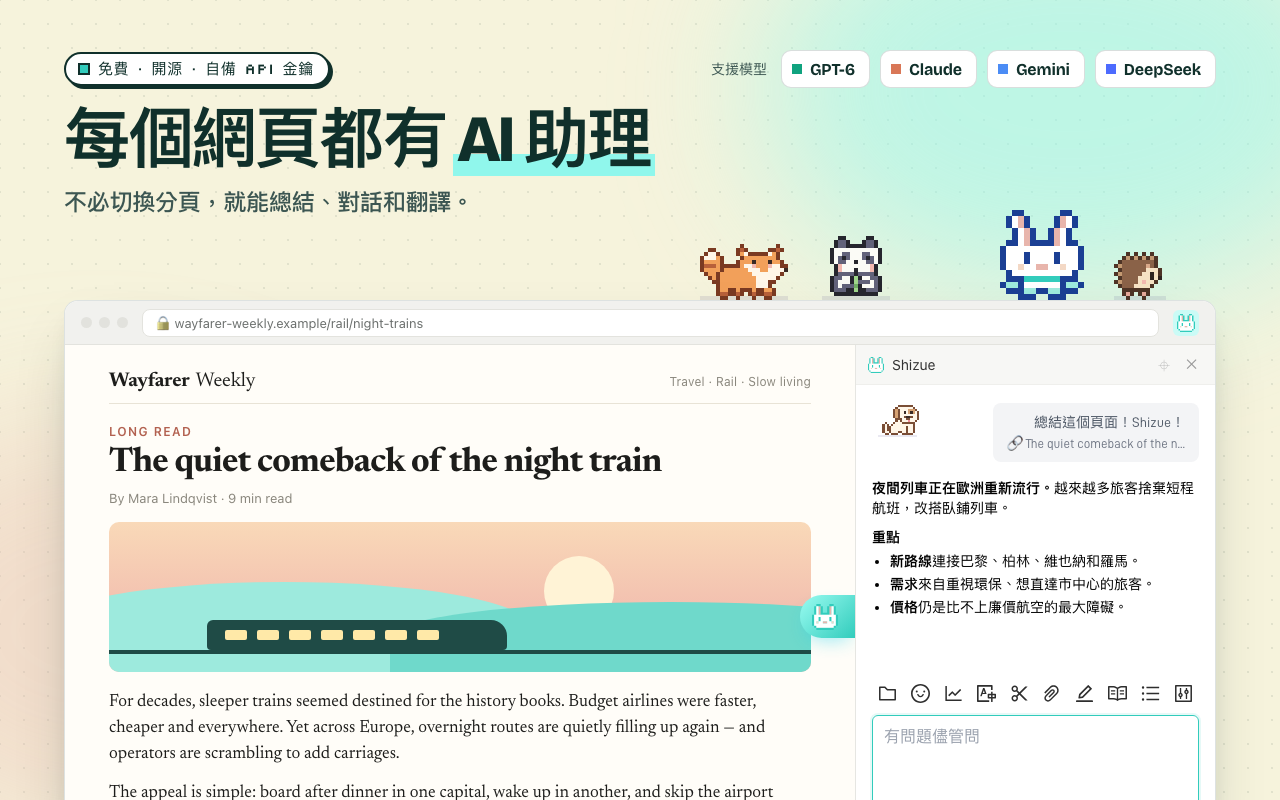 免費 · 開源 · 自備 API 金鑰
支援模型
GPT-6
Claude
Gemini
DeepSeek
每個網頁都有 AI 助理
不必切換分頁，就能總結、對話和翻譯。
wayfarer-weekly.example/rail/night-trains
Wayfarer Weekly
Travel · Rail · Slow living
LONG READ
The quiet comeback of the night train
By Mara Lindqvist · 9 min read
For decades, sleeper trains seemed destined for the history books. Budget airlines were faster,
cheaper and everywhere. Yet across Europe, overnight routes are quietly filling up again — and
operators are scrambling to add carriages.
The appeal is simple: board after dinner in one capital, wake up in another, and skip the airport
Shizue
總結這個頁面！Shizue！
The quiet comeback of the n...
夜間列車正在歐洲重新流行。越來越多旅客捨棄短程
航班，改搭臥鋪列車。
重點
• 新路線連接巴黎、柏林、維也納和羅馬。
• 需求來自重視環保、想直達市中心的旅客。
• 價格仍是比不上廉價航空的最大障礙。
有問題儘管問